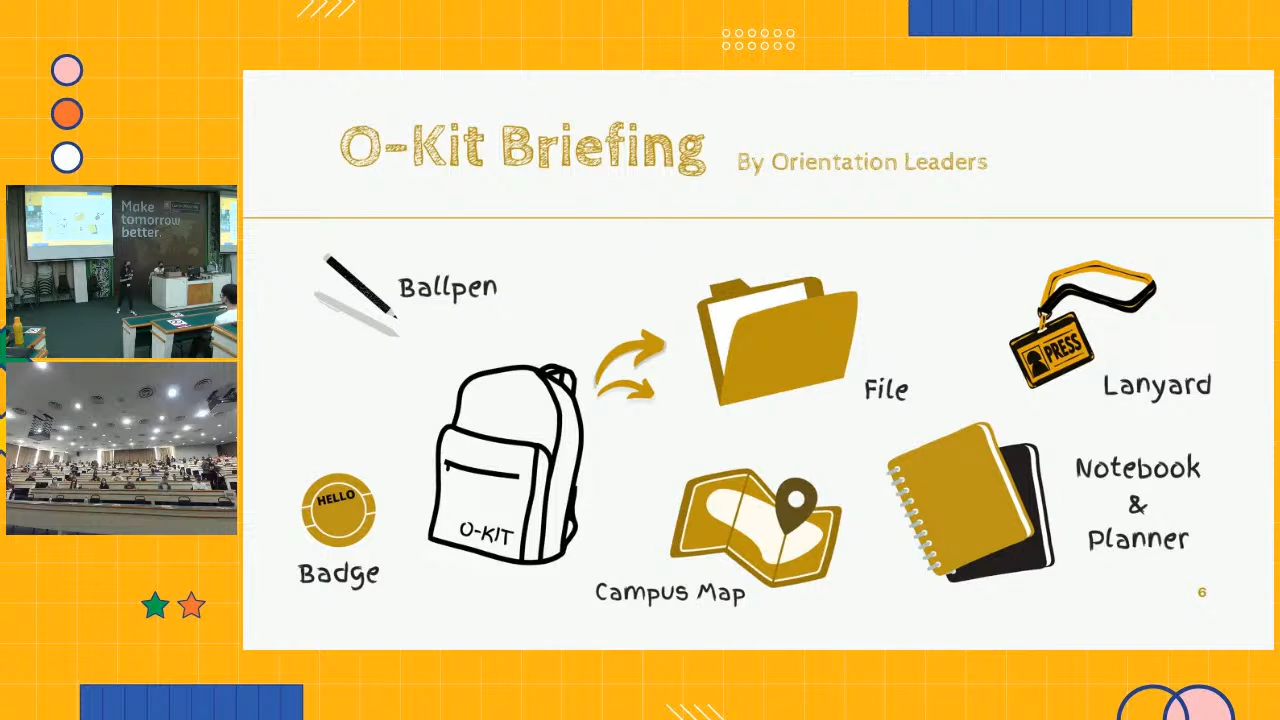 O-Kit Briefing
By Orientation Leaders
Make
tomorrow
better.
Ballpen
File
PRESS
Lanyard
HELLO
Badge
O-KIT
Campus Map
Notebook
&
Planner
6